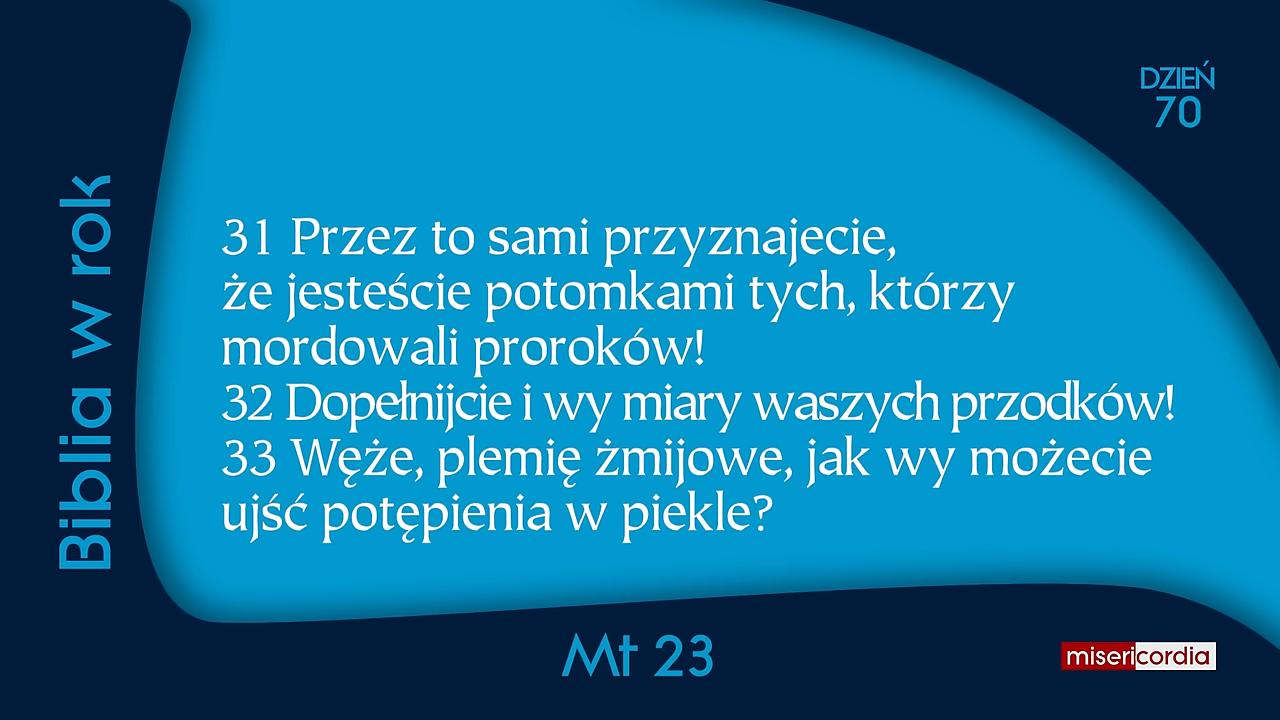 DZIEŃ
70
Biblia w rok
31 Przez to sami przyznajecie,
że jesteście potomkami tych, którzy
mordowali proroków!
32 Dopełnijcie i wy miary waszych przodków!
33 Węże, plemię żmijowe, jak wy możecie
ujść potępienia w piekle?
Mt 23
misericordia